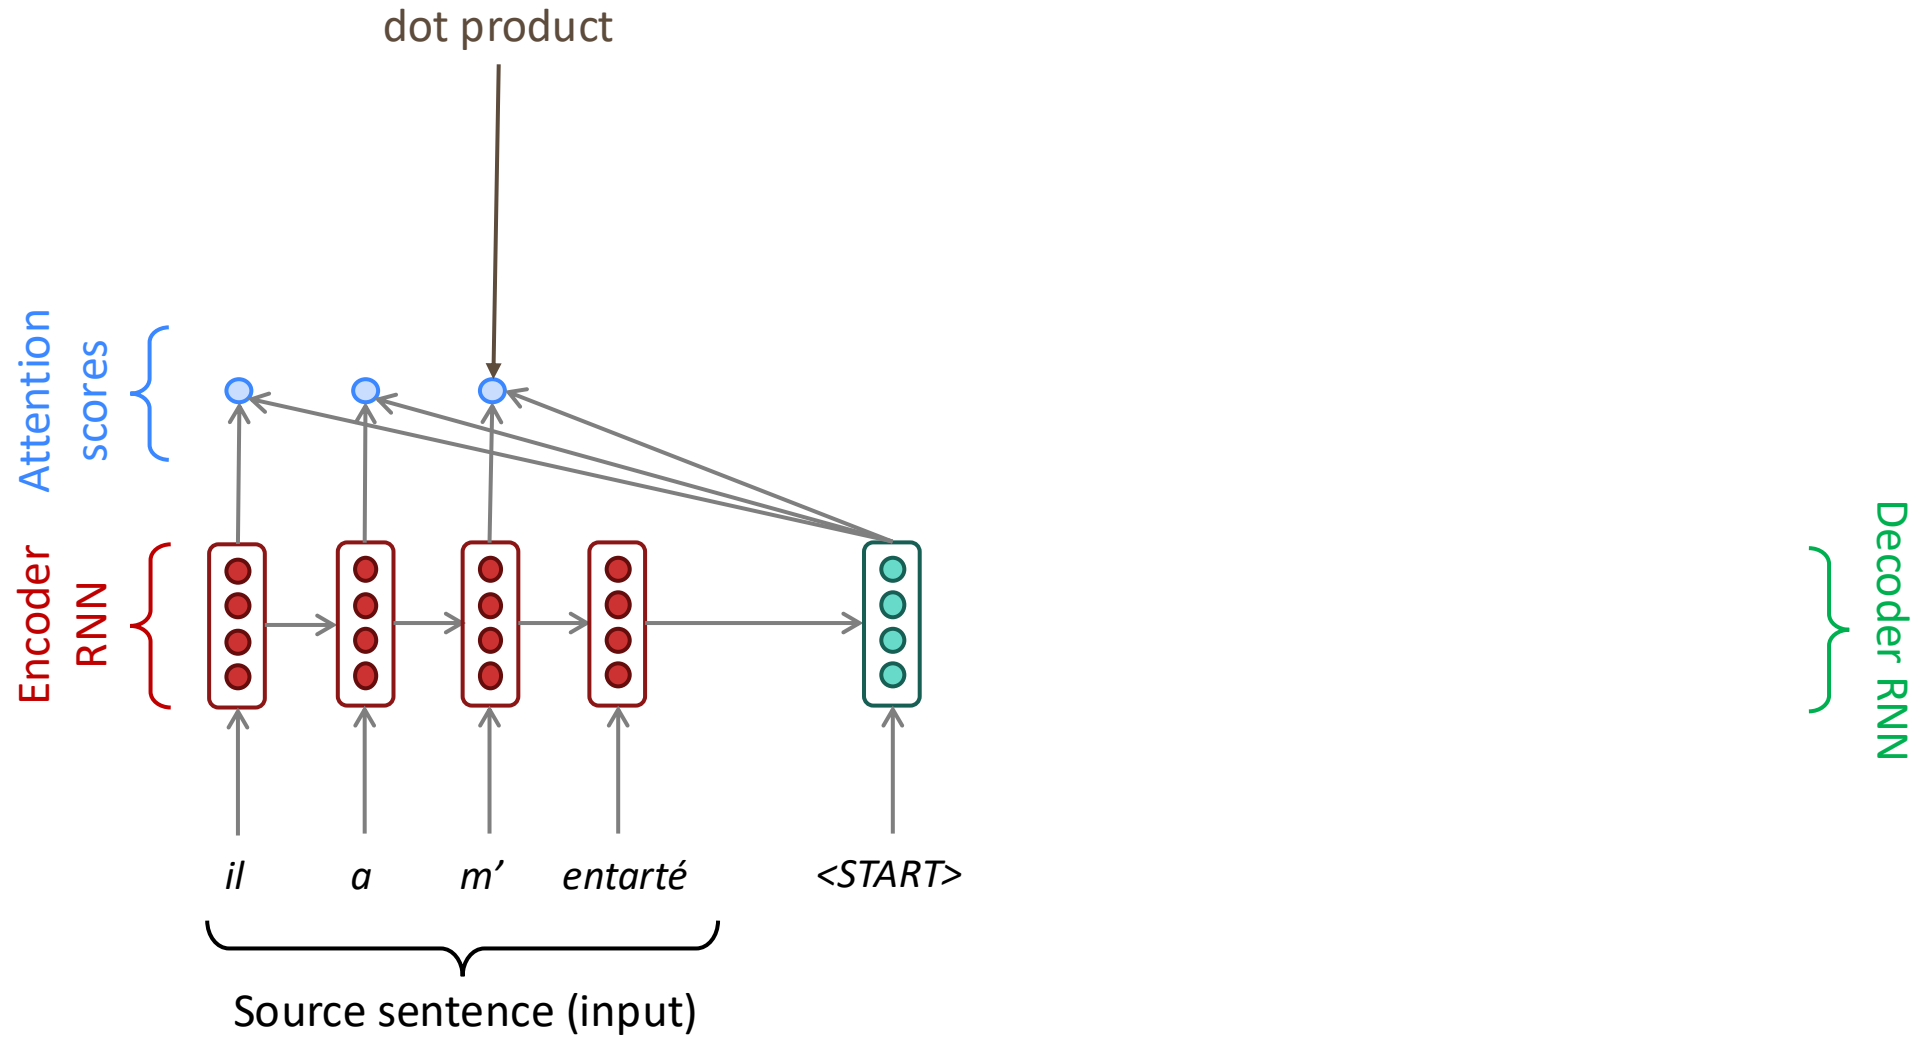 dot product
Attention
scores
Encoder
RNN
Decoder RNN
il a m’ entarté <START>
Source sentence (input)